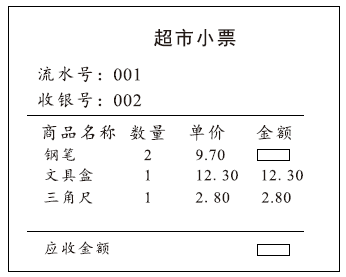 超市小票
流水号：001
收银号：002
商品名称 数量 单价 金额
钢笔 2 9.70
文具盒 1 12.30 12.30
三角尺 1 2.80 2.80
应收金额